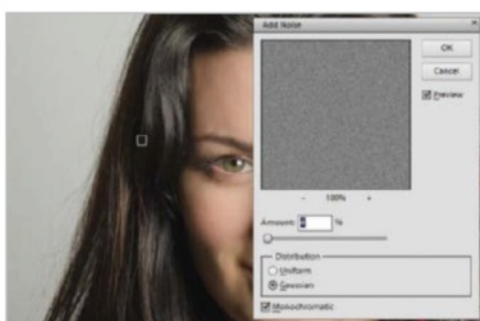 Add Noise
OK
Cancel
Preview
- 100% +
Amount: %
Distribution
Uniform
Gaussian
Monochromatic